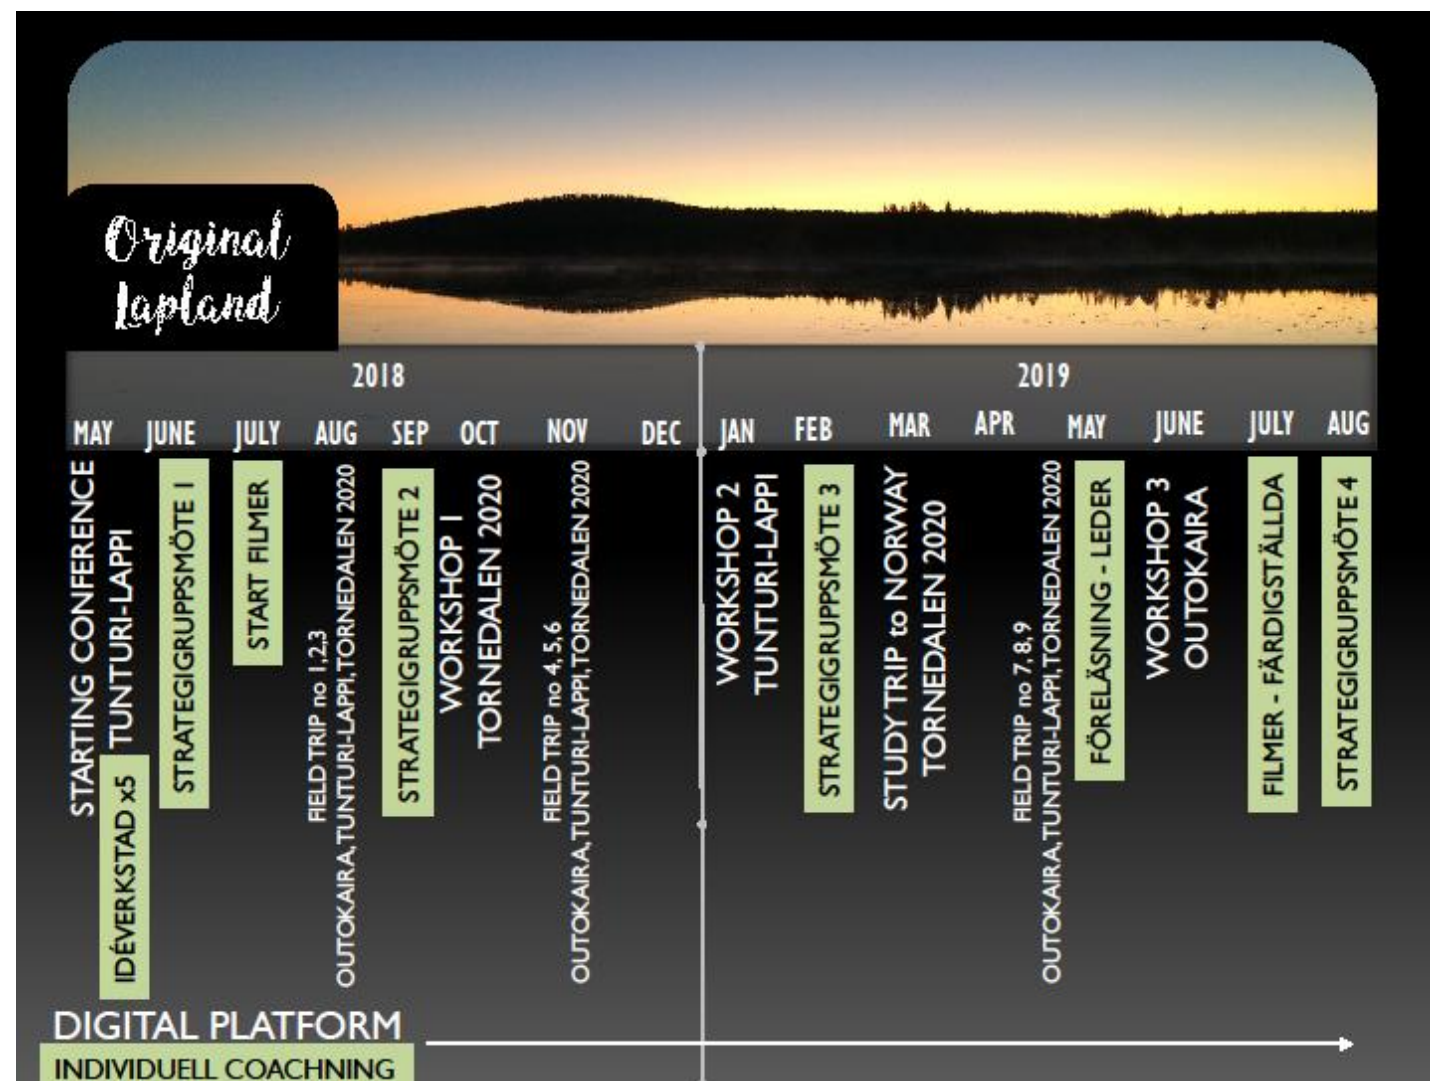 Original
Lapland
2018
2019
MAY
JUNE
JULY
AUG
SEP
OCT
NOV
DEC
JAN
FEB
MAR
APR
MAY
JUNE
JULY
AUG
STARTING CONFERENCE
TUNTURI-LAPPI
IDÉVERKSTAD x5
STRATEGIGRUPPSMÖTE 1
START FILMER
FIELD TRIP no 1,2,3
OUTOKAIRA, TUNTURI-LAPPI, TORNEDALEN 2020
STRATEGIGRUPPSMÖTE 2
WORKSHOP 1
TORNEDALEN 2020
FIELD TRIP no 4, 5, 6
OUTOKAIRA, TUNTURI-LAPPI, TORNEDALEN 2020
WORKSHOP 2
TUNTURI-LAPPI
STRATEGIGRUPPSMÖTE 3
STUDY TRIP to NORWAY
TORNEDALEN 2020
FIELD TRIP no 7, 8, 9
OUTOKAIRA, TUNTURI-LAPPI, TORNEDALEN 2020
FÖRELÄSNING - LEDER
WORKSHOP 3
OUTOKAIRA
FILMER - FÄRDIGSTÄLLDA
STRATEGIGRUPPSMÖTE 4
DIGITAL PLATFORM
INDIVIDUELL COACHNING